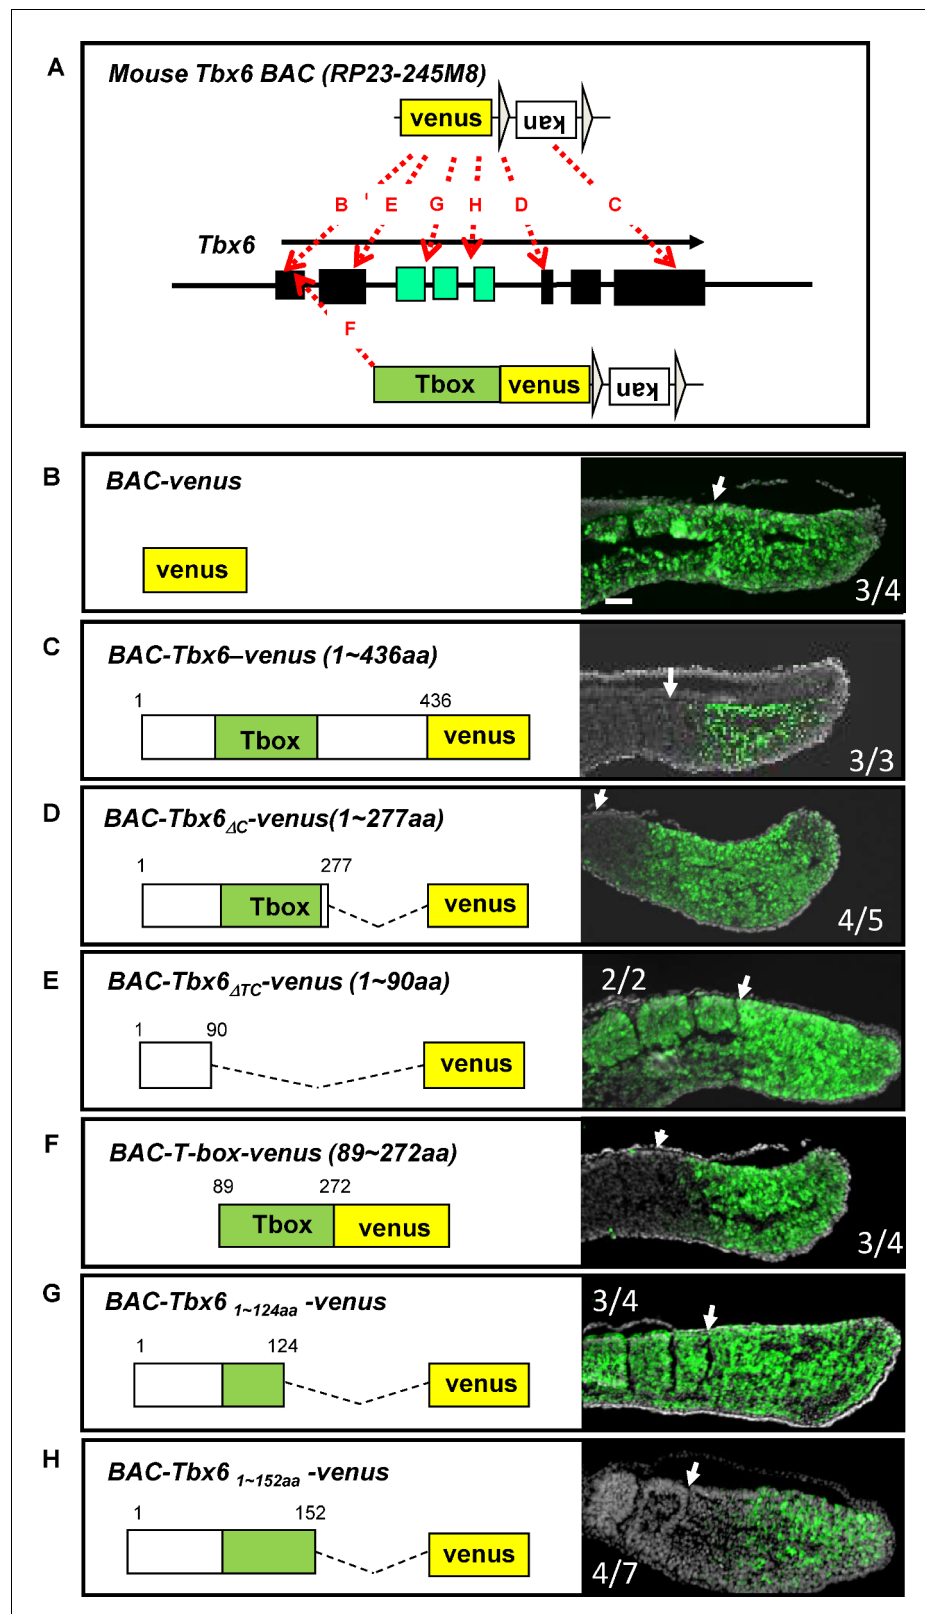 A
Mouse Tbx6 BAC (RP23-245M8)
venus
kan
B E G H D C
Tbx6
F
Tbox venus
kan
B
BAC-venus
venus
3/4
C
BAC-Tbx6–venus (1~436aa)
1 436
Tbox venus
3/3
D
BAC-Tbx6ΔC-venus(1~277aa)
1 277
Tbox venus
4/5
E
BAC-Tbx6ΔTC-venus (1~90aa)
1 90
venus
2/2
F
BAC-T-box-venus (89~272aa)
89 272
Tbox venus
3/4
G
BAC-Tbx6 1~124aa -venus
1 124
venus
3/4
H
BAC-Tbx6 1~152aa -venus
1 152
venus
4/7